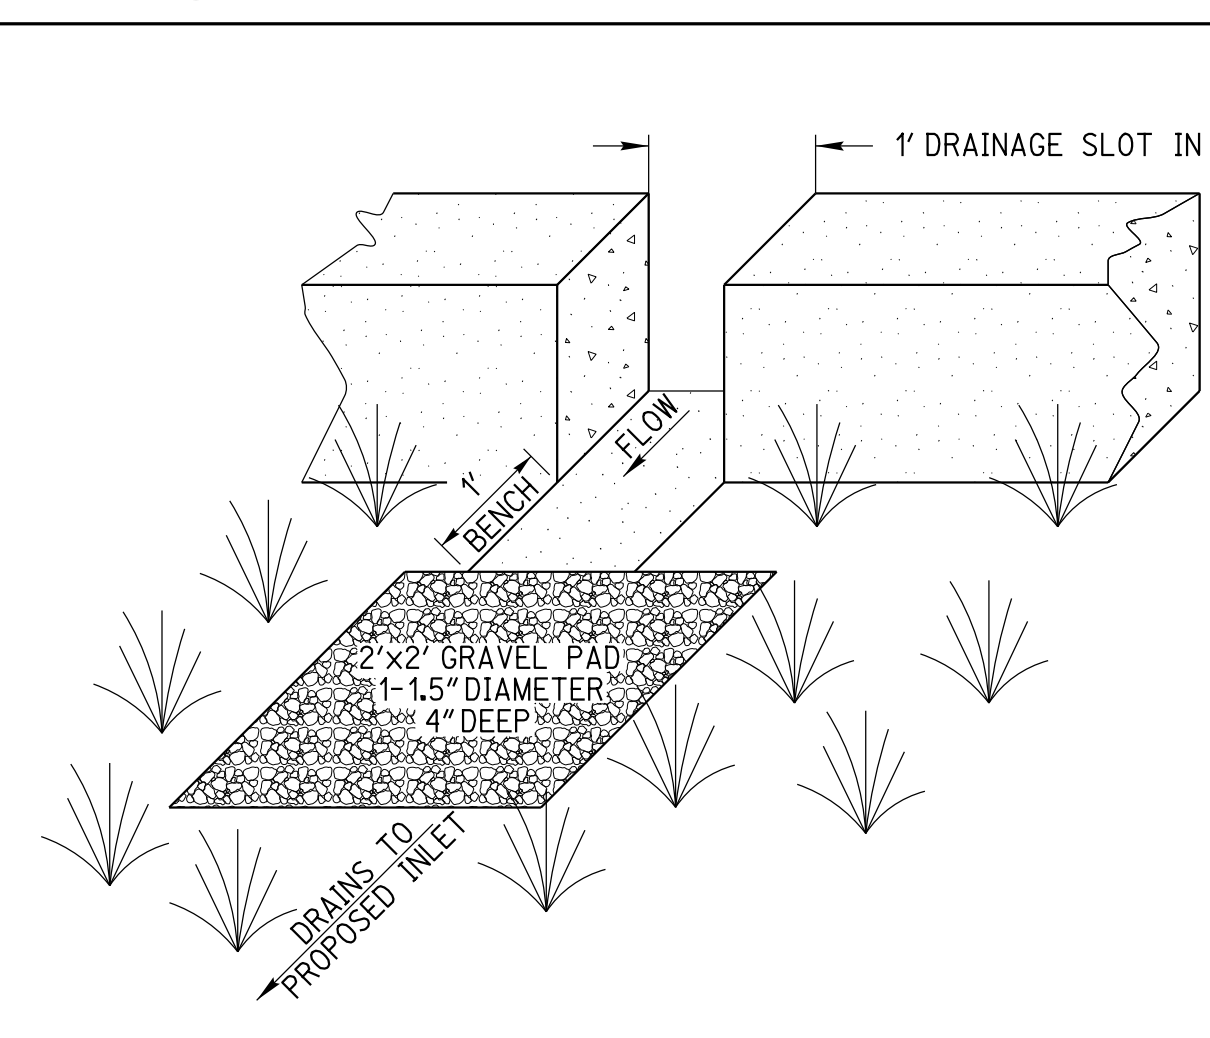 1' DRAINAGE SLOT IN
FLOW
1'
BENCH
2'x2' GRAVEL PAD
1-1.5" DIAMETER
4" DEEP
DRAINS TO
PROPOSED INLET